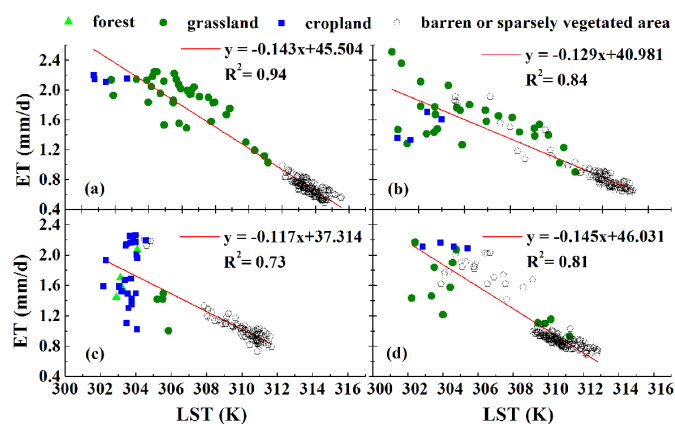 forest grassland cropland barren or sparsely vegetated area
y = -0.143x+45.504
R² = 0.94
y = -0.129x+40.981
R² = 0.84
ET (mm/d)
2.4
2.0
1.6
1.2
0.8
0.4
(a)
(b)
y = -0.117x+37.314
R² = 0.73
y = -0.145x+46.031
R² = 0.81
ET (mm/d)
2.4
2.0
1.6
1.2
0.8
0.4
(c)
(d)
300 302 304 306 308 310 312 314 316 300 302 304 306 308 310 312 314 316
LST (K) LST (K)